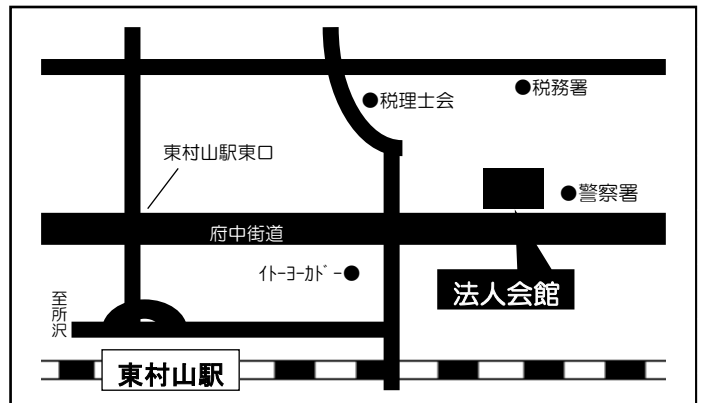 ●税理士会
●税務署
東村山駅東口
●警察署
府中街道
ｲﾄｰﾖｰｶﾄﾞｰ●
法人会館
至所沢
東村山駅